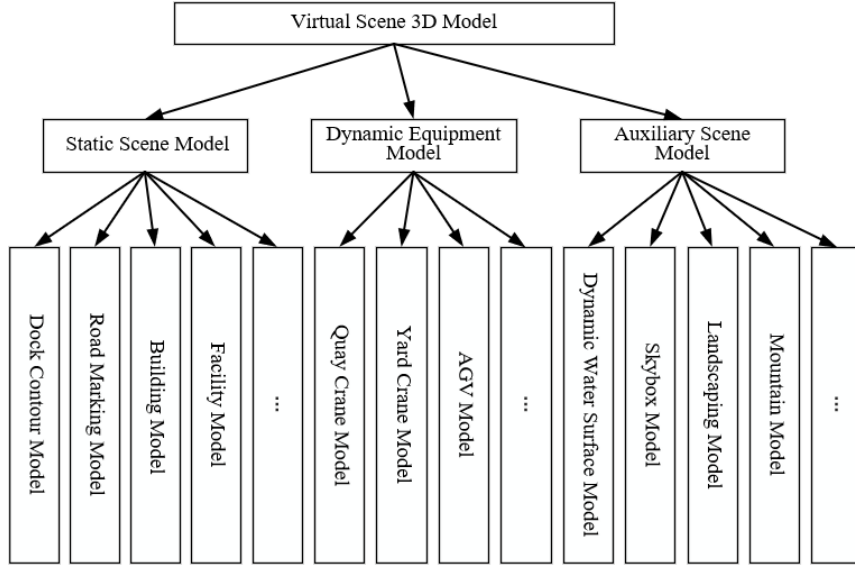 Virtual Scene 3D Model
Static Scene Model
Dynamic Equipment
Model
Auxiliary Scene
Model
Dock Contour Model
Road Marking Model
Building Model
Facility Model
...
Quay Crane Model
Yard Crane Model
AGV Model
...
Dynamic Water Surface Model
Skybox Model
Landscaping Model
Mountain Model
...